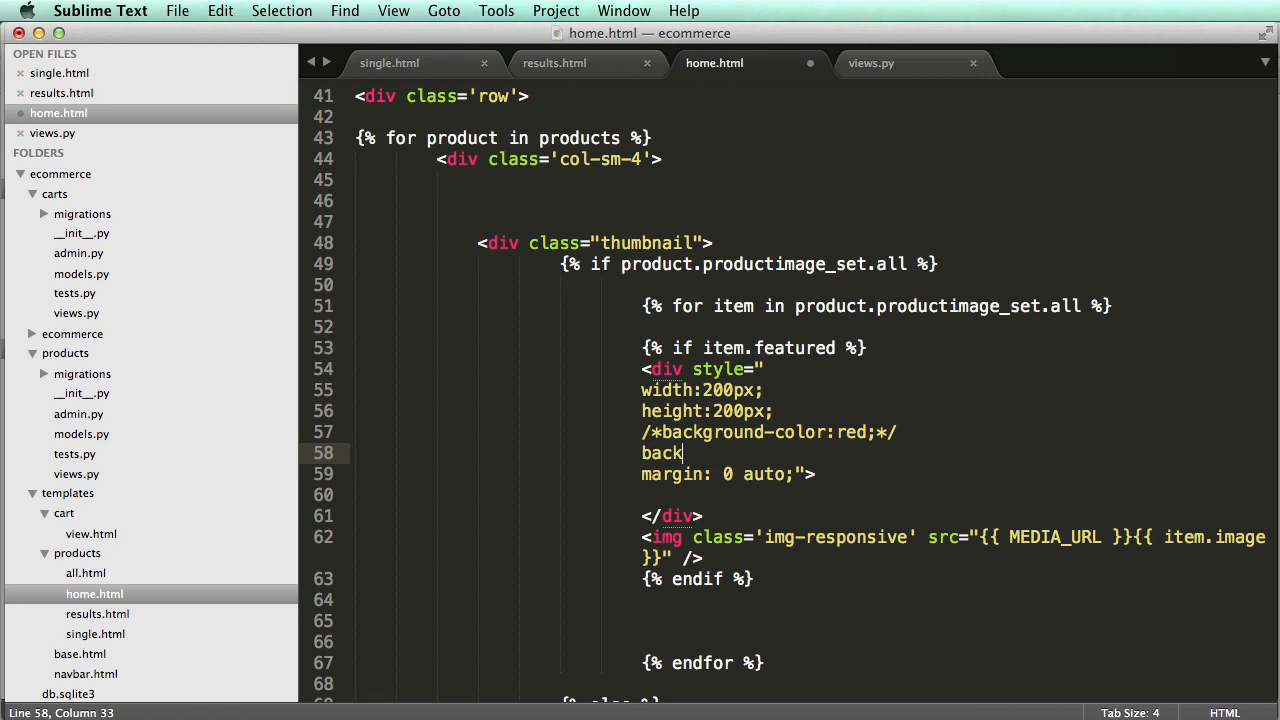 Sublime Text File Edit Selection Find View Goto Tools Project Window Help
home.html — ecommerce
OPEN FILES
single.html
results.html
home.html
views.py
FOLDERS
ecommerce
carts
migrations
__init__.py
admin.py
models.py
tests.py
views.py
ecommerce
products
migrations
__init__.py
admin.py
models.py
tests.py
views.py
templates
cart
view.html
products
all.html
home.html
results.html
single.html
base.html
navbar.html
db.sqlite3
single.html results.html home.html views.py
41 <div class='row'>
42
43 {% for product in products %}
44 <div class='col-sm-4'>
45
46
47
48 <div class="thumbnail">
49 {% if product.productimage_set.all %}
50
51 {% for item in product.productimage_set.all %}
52
53 {% if item.featured %}
54 <div style="
55 width:200px;
56 height:200px;
57 /*background-color:red;*/
58 back
59 margin: 0 auto;">
60
61 </div>
62 <img class='img-responsive' src="{{ MEDIA_URL }}{{ item.image
}}" />
63 {% endif %}
64
65
66
67 {% endfor %}
68
Line 58, Column 33 Tab Size: 4 HTML